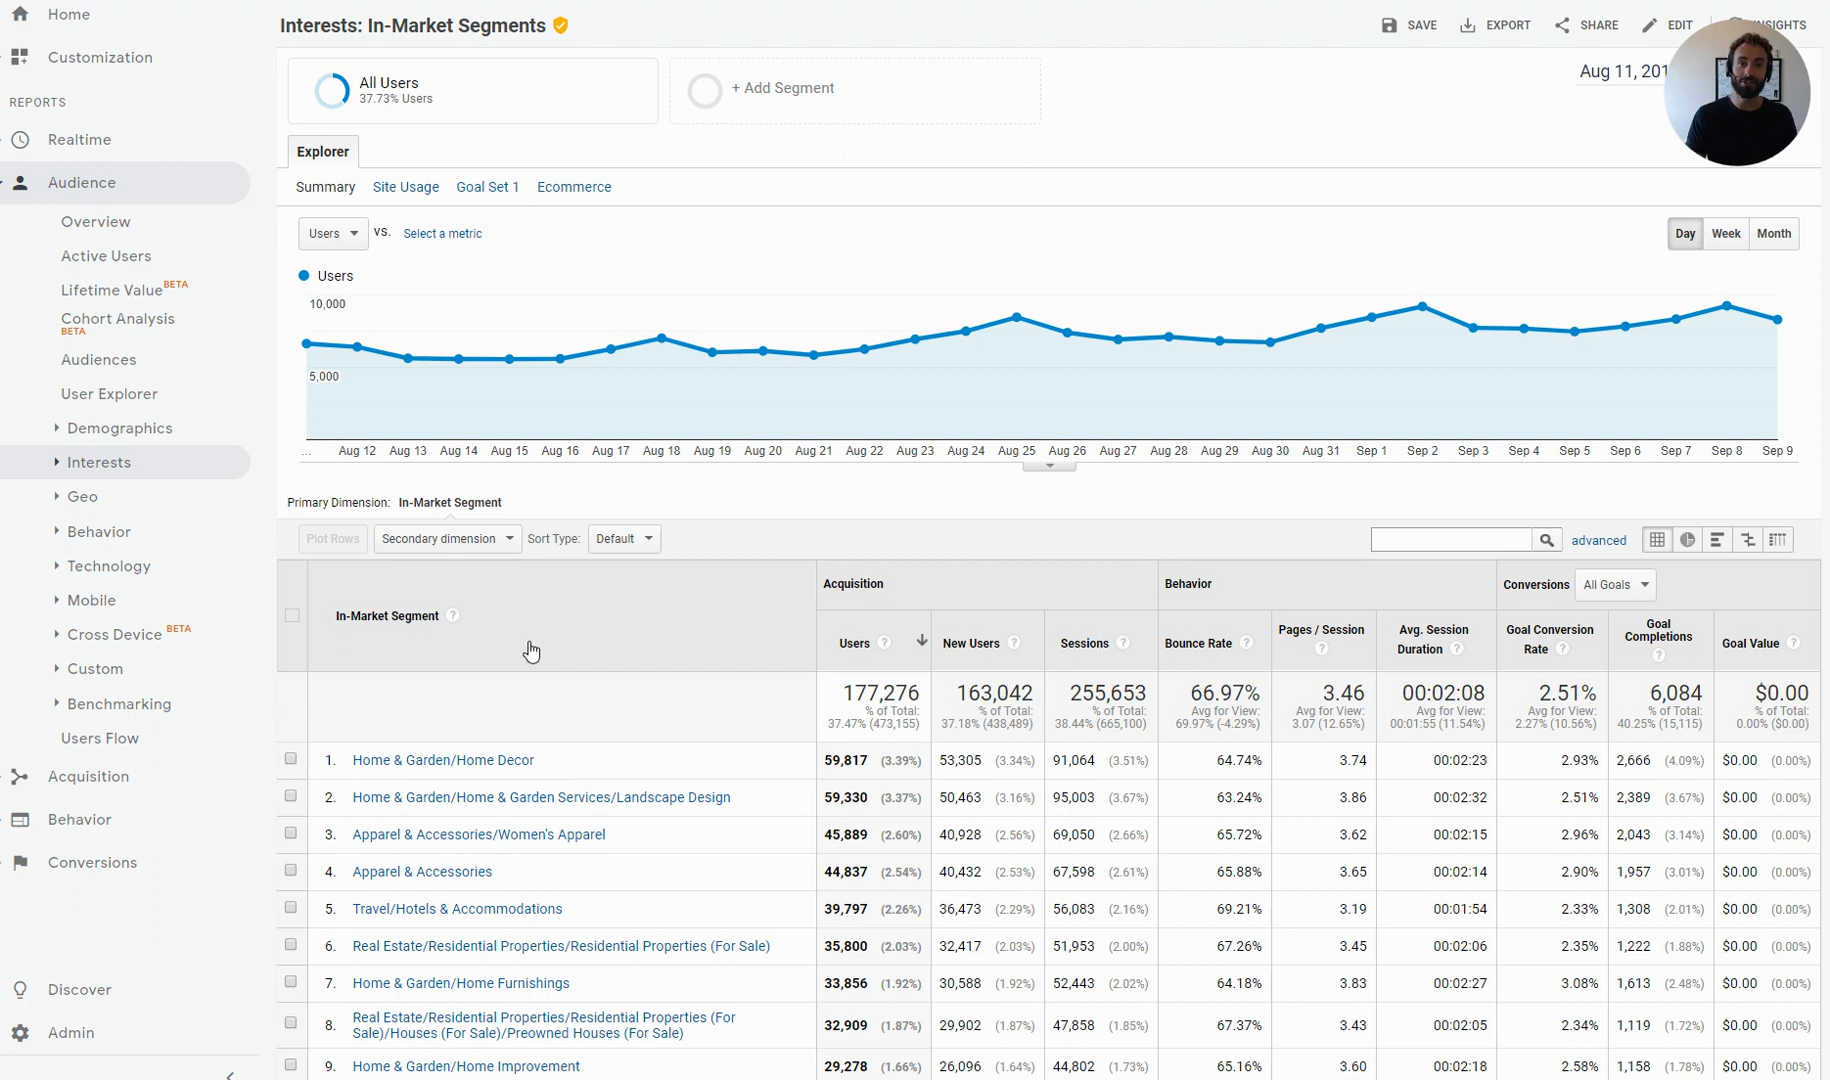 Home
Customization
REPORTS
Realtime
Audience
Overview
Active Users
Lifetime Value BETA
Cohort Analysis
BETA
Audiences
User Explorer
Demographics
Interests
Geo
Behavior
Technology
Mobile
Cross Device BETA
Custom
Benchmarking
Users Flow
Acquisition
Behavior
Conversions
Discover
Admin
Interests: In-Market Segments
SAVE EXPORT SHARE EDIT
All Users
37.73% Users
+ Add Segment
Aug 11, 201
Explorer
Summary Site Usage Goal Set 1 Ecommerce
Users VS. Select a metric
Day Week Month
Users
10,000
5,000
... Aug 12 Aug 13 Aug 14 Aug 15 Aug 16 Aug 17 Aug 18 Aug 19 Aug 20 Aug 21 Aug 22 Aug 23 Aug 24 Aug 25 Aug 26 Aug 27 Aug 28 Aug 29 Aug 30 Aug 31 Sep 1 Sep 2 Sep 3 Sep 4 Sep 5 Sep 6 Sep 7 Sep 8 Sep 9
Primary Dimension: In-Market Segment
Plot Rows Secondary dimension Sort Type: Default advanced
In-Market Segment ?
Acquisition Behavior Conversions All Goals
Users ? New Users ? Sessions ? Bounce Rate ? Pages / Session ? Avg. Session Duration ? Goal Conversion Rate ? Goal Completions ? Goal Value ?
177,276 163,042 255,653 66.97% 3.46 00:02:08 2.51% 6,084 $0.00
% of Total: % of Total: % of Total: Avg for View: Avg for View: Avg for View: Avg for View: % of Total: % of Total:
37.47% (473,155) 37.18% (438,489) 38.44% (665,100) 69.97% (-4.29%) 3.07 (12.65%) 00:01:55 (11.54%) 2.27% (10.56%) 40.25% (15,115) 0.00% ($0.00)
1. Home & Garden/Home Decor 59,817 (3.39%) 53,305 (3.34%) 91,064 (3.51%) 64.74% 3.74 00:02:23 2.93% 2,666 (4.09%) $0.00 (0.00%)
2. Home & Garden/Home & Garden Services/Landscape Design 59,330 (3.37%) 50,463 (3.16%) 95,003 (3.67%) 63.24% 3.86 00:02:32 2.51% 2,389 (3.67%) $0.00 (0.00%)
3. Apparel & Accessories/Women's Apparel 45,889 (2.60%) 40,928 (2.56%) 69,050 (2.66%) 65.72% 3.62 00:02:15 2.96% 2,043 (3.14%) $0.00 (0.00%)
4. Apparel & Accessories 44,837 (2.54%) 40,432 (2.53%) 67,598 (2.61%) 65.88% 3.65 00:02:14 2.90% 1,957 (3.01%) $0.00 (0.00%)
5. Travel/Hotels & Accommodations 39,797 (2.26%) 36,473 (2.29%) 56,083 (2.16%) 69.21% 3.19 00:01:54 2.33% 1,308 (2.01%) $0.00 (0.00%)
6. Real Estate/Residential Properties/Residential Properties (For Sale) 35,800 (2.03%) 32,417 (2.03%) 51,953 (2.00%) 67.26% 3.45 00:02:06 2.35% 1,222 (1.88%) $0.00 (0.00%)
7. Home & Garden/Home Furnishings 33,856 (1.92%) 30,588 (1.92%) 52,443 (2.02%) 64.18% 3.83 00:02:27 3.08% 1,613 (2.48%) $0.00 (0.00%)
8. Real Estate/Residential Properties/Residential Properties (For
Sale)/Houses (For Sale)/Preowned Houses (For Sale) 32,909 (1.87%) 29,902 (1.87%) 47,858 (1.85%) 67.37% 3.43 00:02:05 2.34% 1,119 (1.72%) $0.00 (0.00%)
9. Home & Garden/Home Improvement 29,278 (1.66%) 26,096 (1.64%) 44,802 (1.73%) 65.16% 3.60 00:02:18 2.58% 1,158 (1.78%) $0.00 (0.00%)